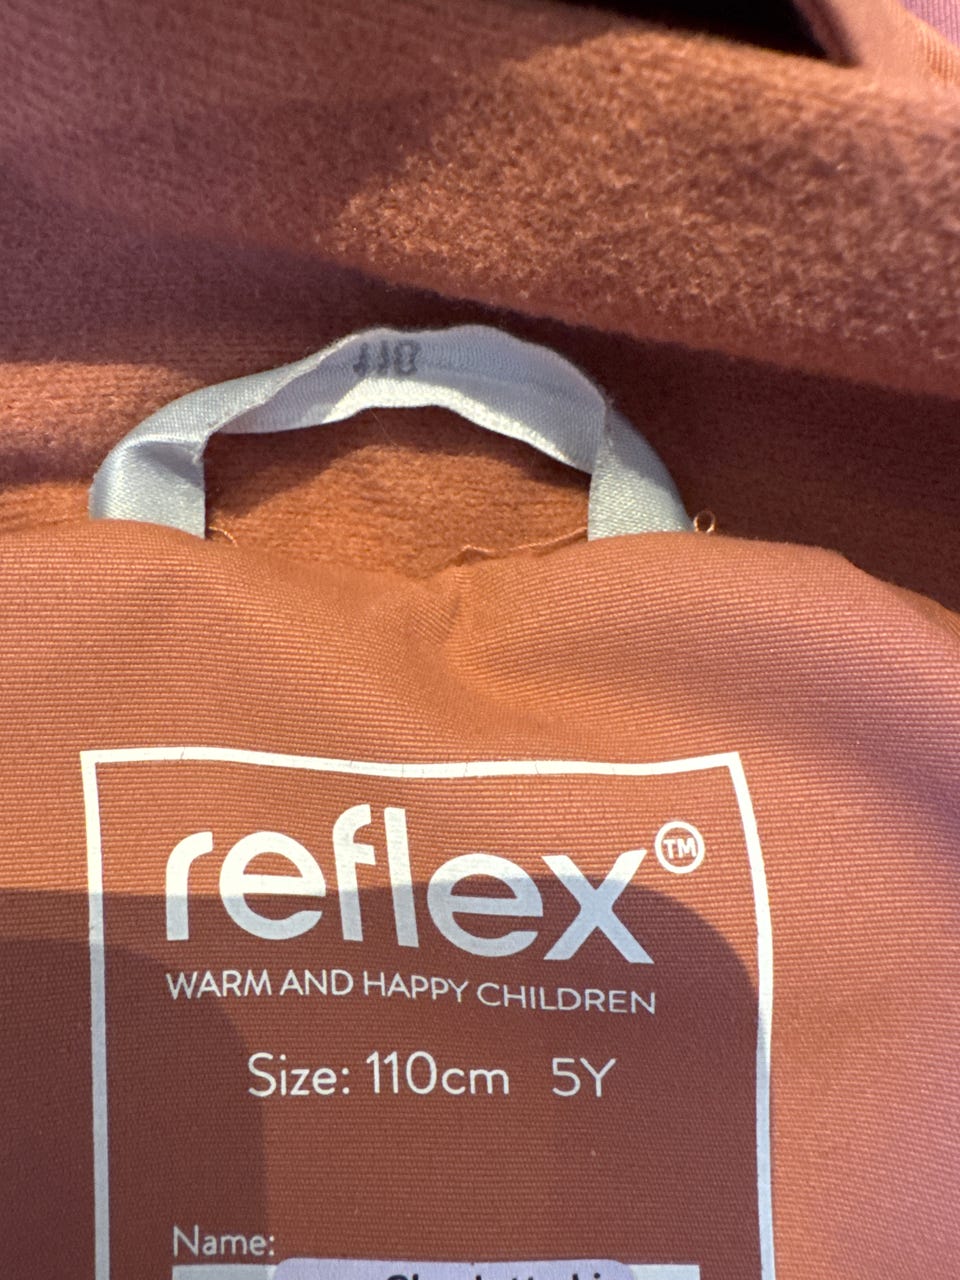 110
reflex™
WARM AND HAPPY CHILDREN
Size: 110cm 5Y
Name: